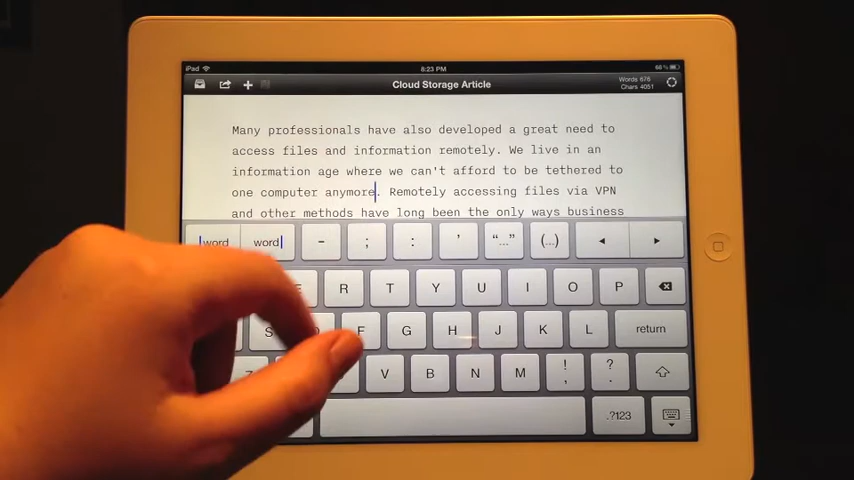 iPad 8:23 PM 66%
Cloud Storage Article
Words 676
Chars 4051
Many professionals have also developed a great need to
access files and information remotely. We live in an
information age where we can't afford to be tethered to
one computer anymore. Remotely accessing files via VPN
and other methods have long been the only ways business
word word - ; : ' "..." (...)
E R T Y U I O P
S D F G H J K L return
Z V B N M ! , ? .
.?123